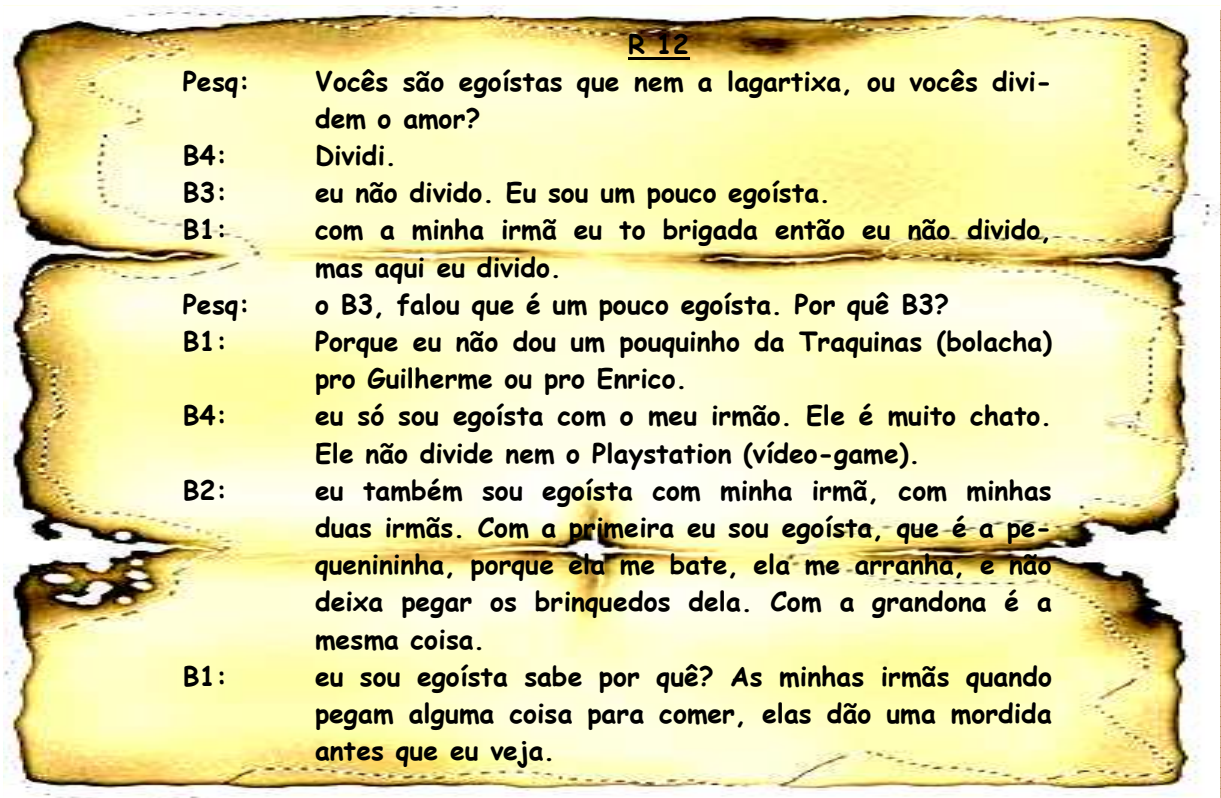 R 12
Pesq: Vocês são egoístas que nem a lagartixa, ou vocês divi-
dem o amor?
B4: Dividi.
B3: eu não divido. Eu sou um pouco egoísta.
B1: com a minha irmã eu to brigada então eu não divido,
mas aqui eu divido.
Pesq: o B3, falou que é um pouco egoísta. Por quê B3?
B1: Porque eu não dou um pouquinho da Traquinas (bolacha)
pro Guilherme ou pro Enrico.
B4: eu só sou egoísta com o meu irmão. Ele é muito chato.
Ele não divide nem o Playstation (vídeo-game).
B2: eu também sou egoísta com minha irmã, com minhas
duas irmãs. Com a primeira eu sou egoísta, que é a pe-
quenininha, porque ela me bate, ela me arranha, e não
deixa pegar os brinquedos dela. Com a grandona é a
mesma coisa.
B1: eu sou egoísta sabe por quê? As minhas irmãs quando
pegam alguma coisa para comer, elas dão uma mordida
antes que eu veja.